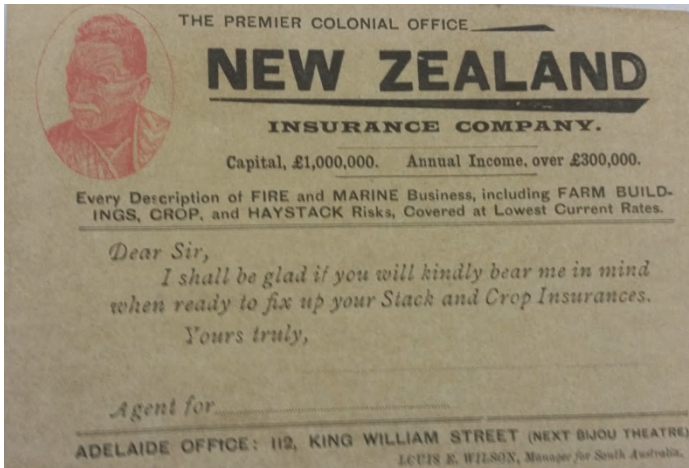 THE PREMIER COLONIAL OFFICE
NEW ZEALAND
INSURANCE COMPANY.
Capital, £1,000,000. Annual Income, over £300,000.
Every Description of FIRE and MARINE Business, including FARM BUILD-
INGS, CROP, and HAYSTACK Risks, Covered at Lowest Current Rates.
Dear Sir,
I shall be glad if you will kindly bear me in mind
when ready to fix up your Stack and Crop Insurances.
Yours truly,
Agent for
ADELAIDE OFFICE: 112, KING WILLIAM STREET (NEXT BIJOU THEATRE)
LOUIS E. WILSON, Manager for South Australia.